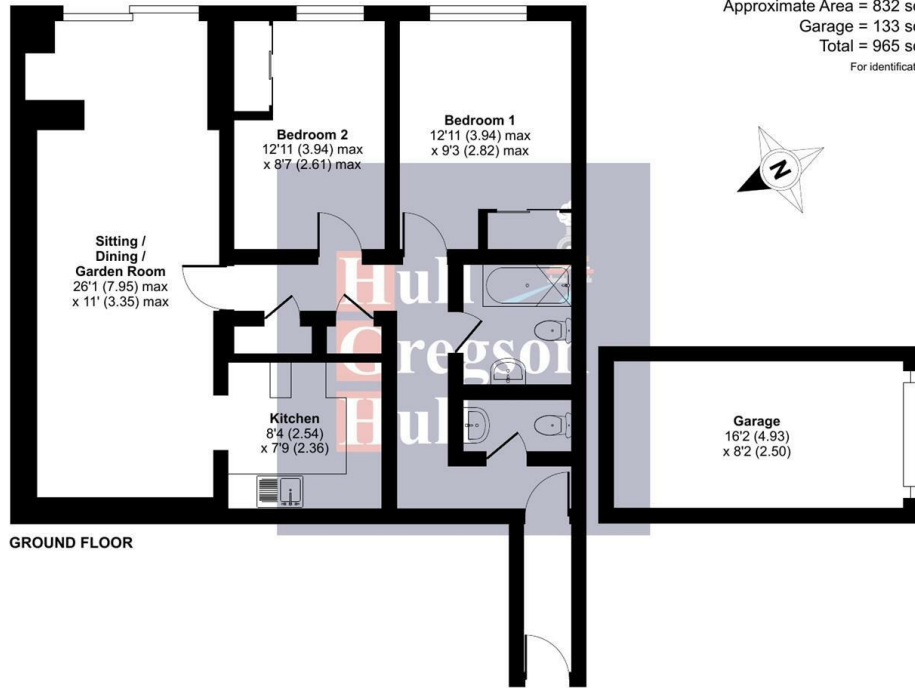 Approximate Area = 832 s
Garage = 133 s
Total = 965 s
For identificat
N
Bedroom 2
12'11 (3.94) max
x 8'7 (2.61) max
Bedroom 1
12'11 (3.94) max
x 9'3 (2.82) max
Sitting /
Dining /
Garden Room
26'1 (7.95) max
x 11' (3.35) max
Hull
Gregson
Hull
Kitchen
8'4 (2.54)
x 7'9 (2.36)
Garage
16'2 (4.93)
x 8'2 (2.50)
GROUND FLOOR